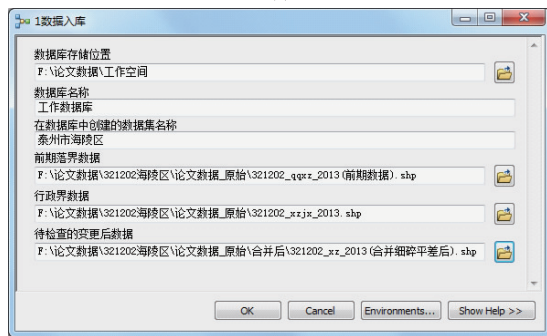 1数据入库
数据库存储位置
F:\论文数据\工作空间
数据库名称
工作数据库
在数据库中创建的数据集名称
泰州市海陵区
前期落界数据
F:\论文数据\321202海陵区\论文数据_原始\321202_qqxz_2013(前期数据).shp
行政界数据
F:\论文数据\321202海陵区\论文数据_原始\321202_xzjx_2013.shp
待检查的变更后数据
F:\论文数据\321202海陵区\论文数据_原始\合并后\321202_xz_2013(合并细碎平差后).shp
OK Cancel Environments... Show Help >>